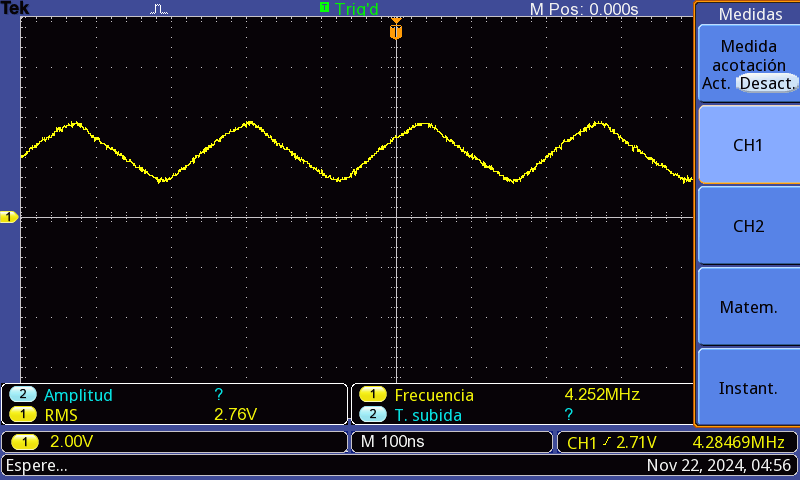 Tek T Trig'd M Pos: 0.000s
T
Medidas
Medida
acotación
Act. Desact.
CH1
CH2
Matem.
Instant.
1
2 Amplitud ?
1 RMS 2.76V
1 Frecuencia 4.252MHz
2 T. subida ?
1 2.00V M 100ns CH1 2.71V 4.28469MHz
Espere... Nov 22, 2024, 04:56